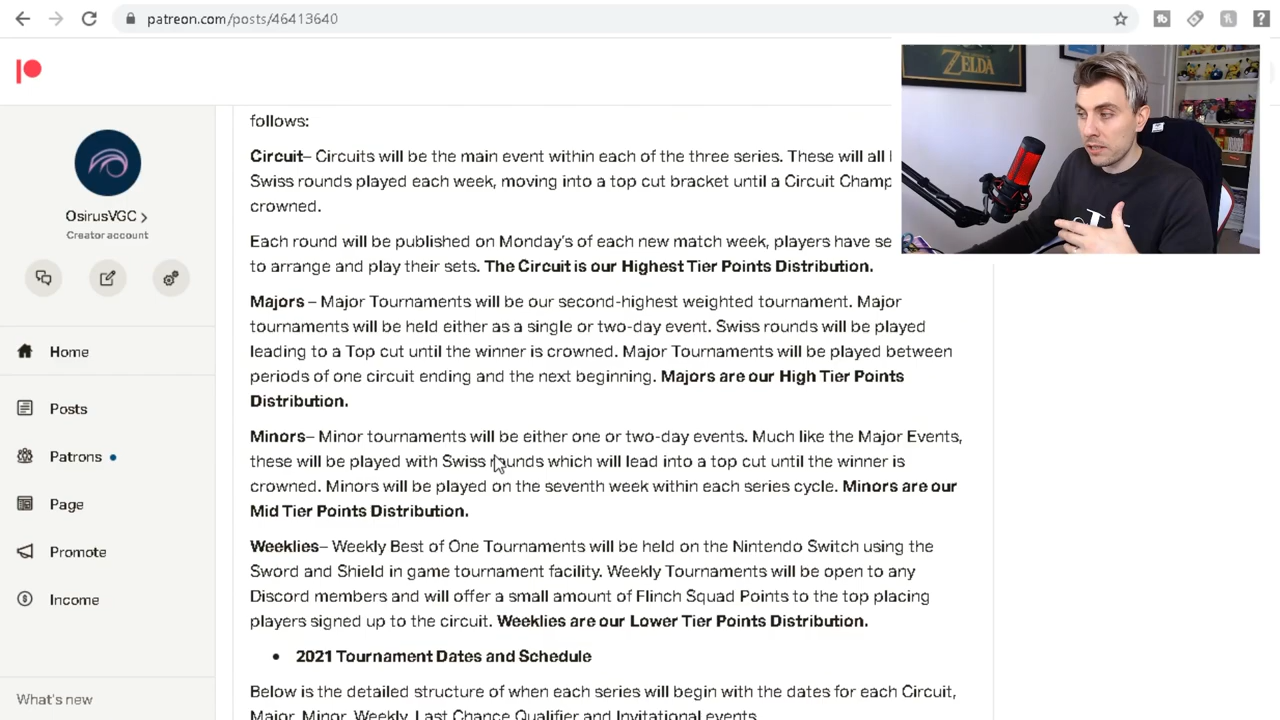 patreon.com/posts/46413640
ZELDA
follows:
Circuit– Circuits will be the main event within each of the three series. These will all
Swiss rounds played each week, moving into a top cut bracket until a Circuit Champ
crowned.
Each round will be published on Monday's of each new match week, players have se
to arrange and play their sets. The Circuit is our Highest Tier Points Distribution.
Majors – Major Tournaments will be our second-highest weighted tournament. Major
tournaments will be held either as a single or two-day event. Swiss rounds will be played
leading to a Top cut until the winner is crowned. Major Tournaments will be played between
periods of one circuit ending and the next beginning. Majors are our High Tier Points
Distribution.
Minors– Minor tournaments will be either one or two-day events. Much like the Major Events,
these will be played with Swiss rounds which will lead into a top cut until the winner is
crowned. Minors will be played on the seventh week within each series cycle. Minors are our
Mid Tier Points Distribution.
Weeklies– Weekly Best of One Tournaments will be held on the Nintendo Switch using the
Sword and Shield in game tournament facility. Weekly Tournaments will be open to any
Discord members and will offer a small amount of Flinch Squad Points to the top placing
players signed up to the circuit. Weeklies are our Lower Tier Points Distribution.
• 2021 Tournament Dates and Schedule
Below is the detailed structure of when each series will begin with the dates for each Circuit,
Major, Minor, Weekly, Last Chance Qualifier and Invitational events.
OsirusVGC
Creator account
Home
Posts
Patrons
Page
Promote
Income
What's new